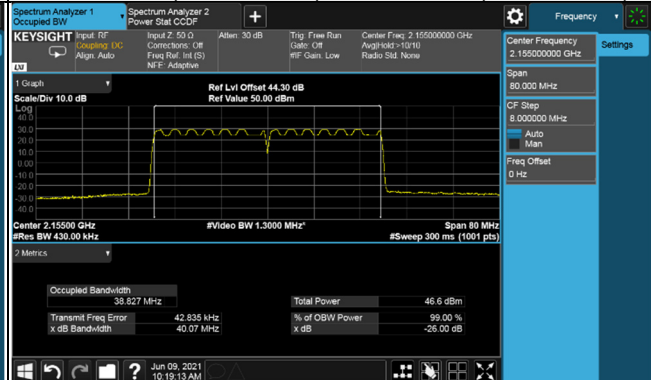 Spectrum Analyzer 1
Occupied BW
Spectrum Analyzer 2
Power Stat CCDF
Frequency
KEYSIGHT
Input: RF
Coupling: DC
Align: Auto
Input Z: 50 Ω
Corrections: Off
Freq Ref: Int (S)
NFE: Adaptive
Atten: 30 dB
Trig: Free Run
Gate: Off
#IF Gain: Low
Center Freq: 2.155000000 GHz
Avg|Hold:>10/10
Radio Std: None
LXI
Center Frequency
2.155000000 GHz
Settings
Span
80.000 MHz
CF Step
8.000000 MHz
Auto
Man
Freq Offset
0 Hz
1 Graph
Scale/Div 10.0 dB
Ref Lvl Offset 44.30 dB
Ref Value 50.00 dBm
Log
40.0
30.0
20.0
10.0
0.00
-10.0
-20.0
-30.0
-40.0
Center 2.15500 GHz
#Res BW 430.00 kHz
#Video BW 1.3000 MHz*
Span 80 MHz
#Sweep 300 ms (1001 pts)
2 Metrics
Occupied Bandwidth
38.827 MHz
Total Power
46.6 dBm
Transmit Freq Error
42.835 kHz
% of OBW Power
99.00 %
x dB Bandwidth
40.07 MHz
x dB
-26.00 dB
Jun 09, 2021
10:19:13 AM